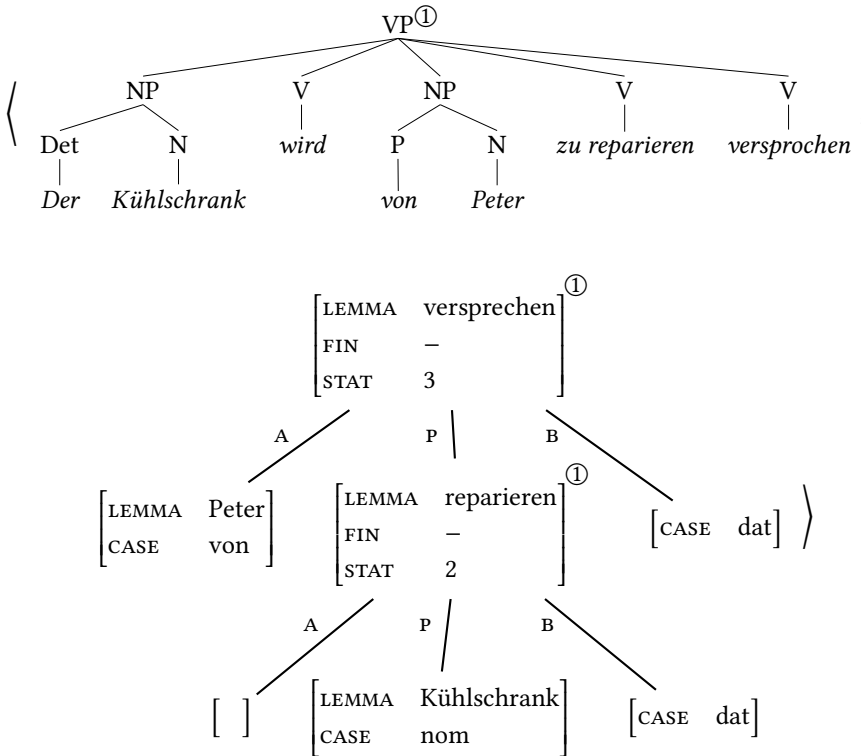 VP①
NP V NP V V
⟨ Det N wird P N zu reparieren versprochen
Der Kühlschrank von Peter
LEMMA versprechen ①
FIN –
STAT 3
A P B
LEMMA Peter
CASE von
LEMMA reparieren ①
FIN –
STAT 2
[CASE dat] ⟩
A P B
[ ]
LEMMA Kühlschrank
CASE nom
[CASE dat]